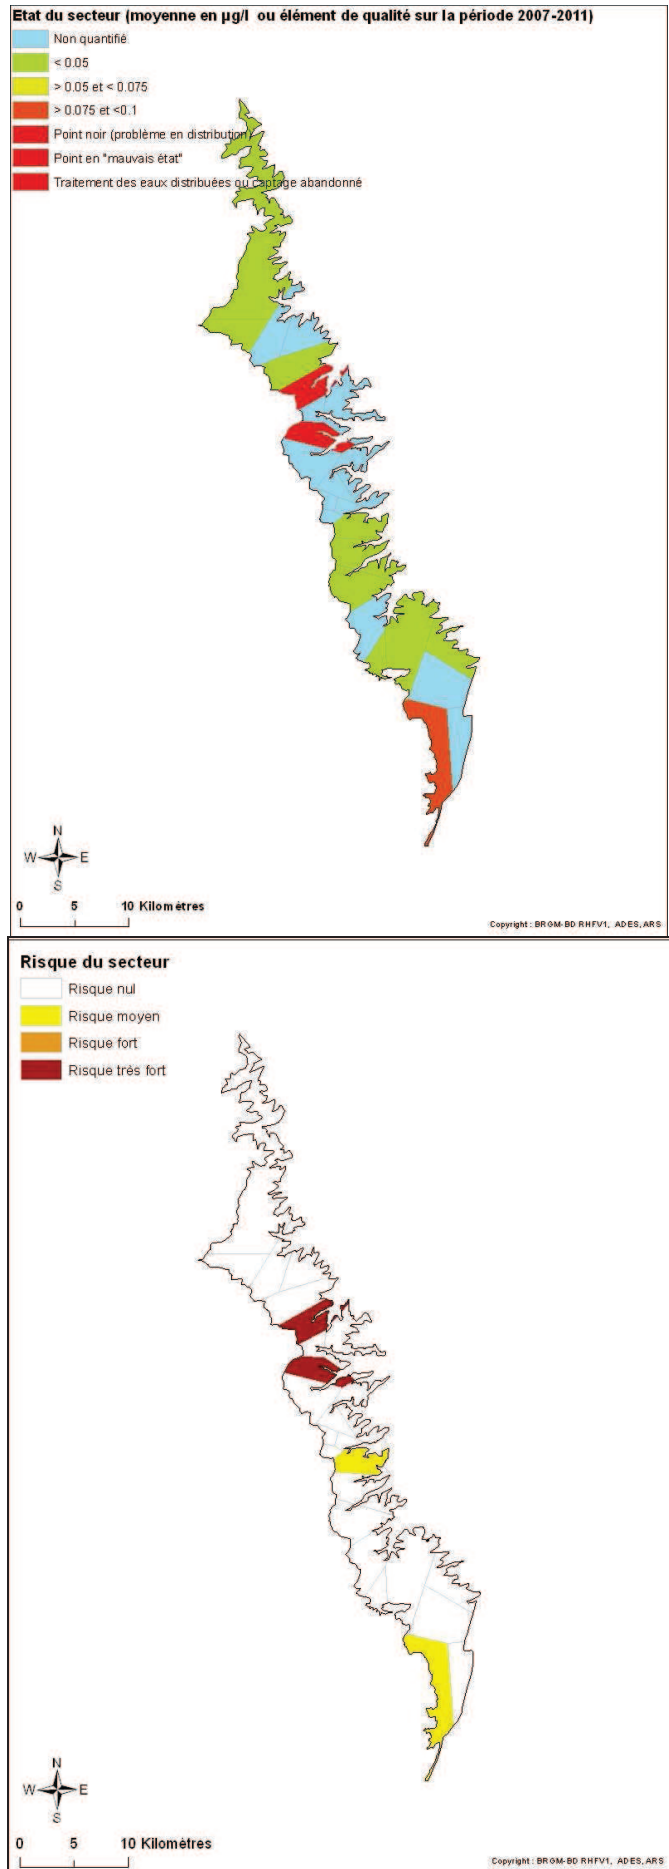 Etat du secteur (moyenne en µg/l ou élément de qualité sur la période 2007-2011)
Non quantifié
< 0.05
> 0.05 et < 0.075
> 0.075 et <0.1
Point noir (problème en distribution)
Point en "mauvais état"
Traitement des eaux distribuées ou captage abandonné
N
W E
S
0 5 10 Kilométres
Copyright : BRGM-BD RHFV1, ADES, ARS
Risque du secteur
Risque nul
Risque moyen
Risque fort
Risque trés fort
N
W E
S
0 5 10 Kilométres
Copyright : BRGM-BD RHFV1, ADES, ARS